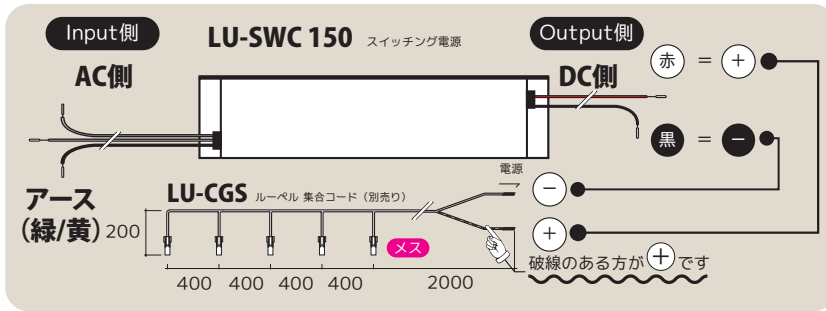 Input側
LU-SWC 150 スイッチング電源
Output側
AC側
DC側
赤 = +
黒 = −
アース
(緑/黄)
LU-CGS ルーペル 集合コード（別売り）
電源
−
+
200
メス
破線のある方が+です
400 400 400 400 2000